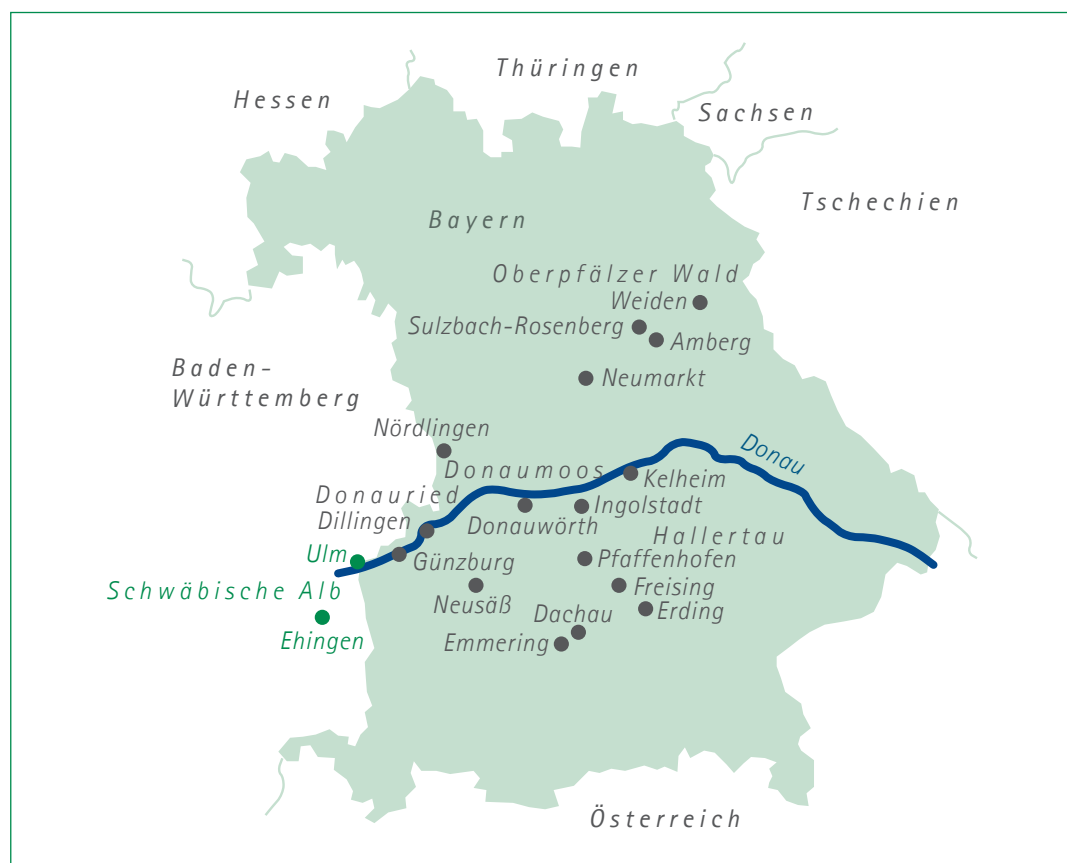 Thüringen
Hessen
Sachsen
Tschechien
Bayern
Oberpfälzer Wald
Weiden
Sulzbach-Rosenberg
Amberg
Baden-
Württemberg
Neumarkt
Nördlingen
Donau
Donaumoos
Kelheim
Donauried
Ingolstadt
Dillingen
Donauwörth
Hallertau
Ulm
Günzburg
Pfaffenhofen
Schwäbische Alb
Neusäß
Freising
Erding
Dachau
Ehingen
Emmering
Österreich